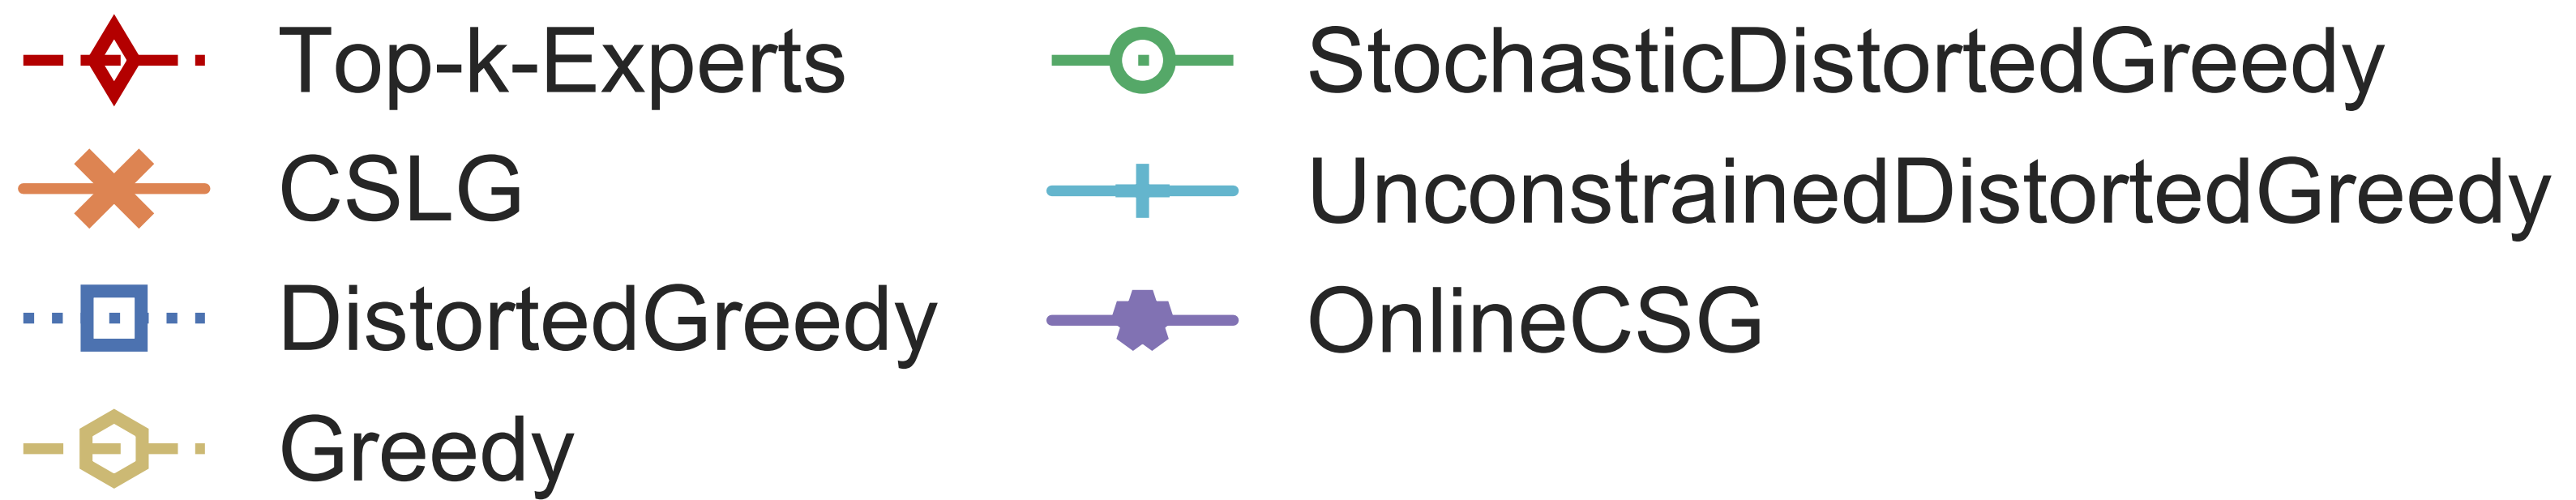 Top-k-Experts
CSLG
DistortedGreedy
Greedy
StochasticDistortedGreedy
UnconstrainedDistortedGreedy
OnlineCSG